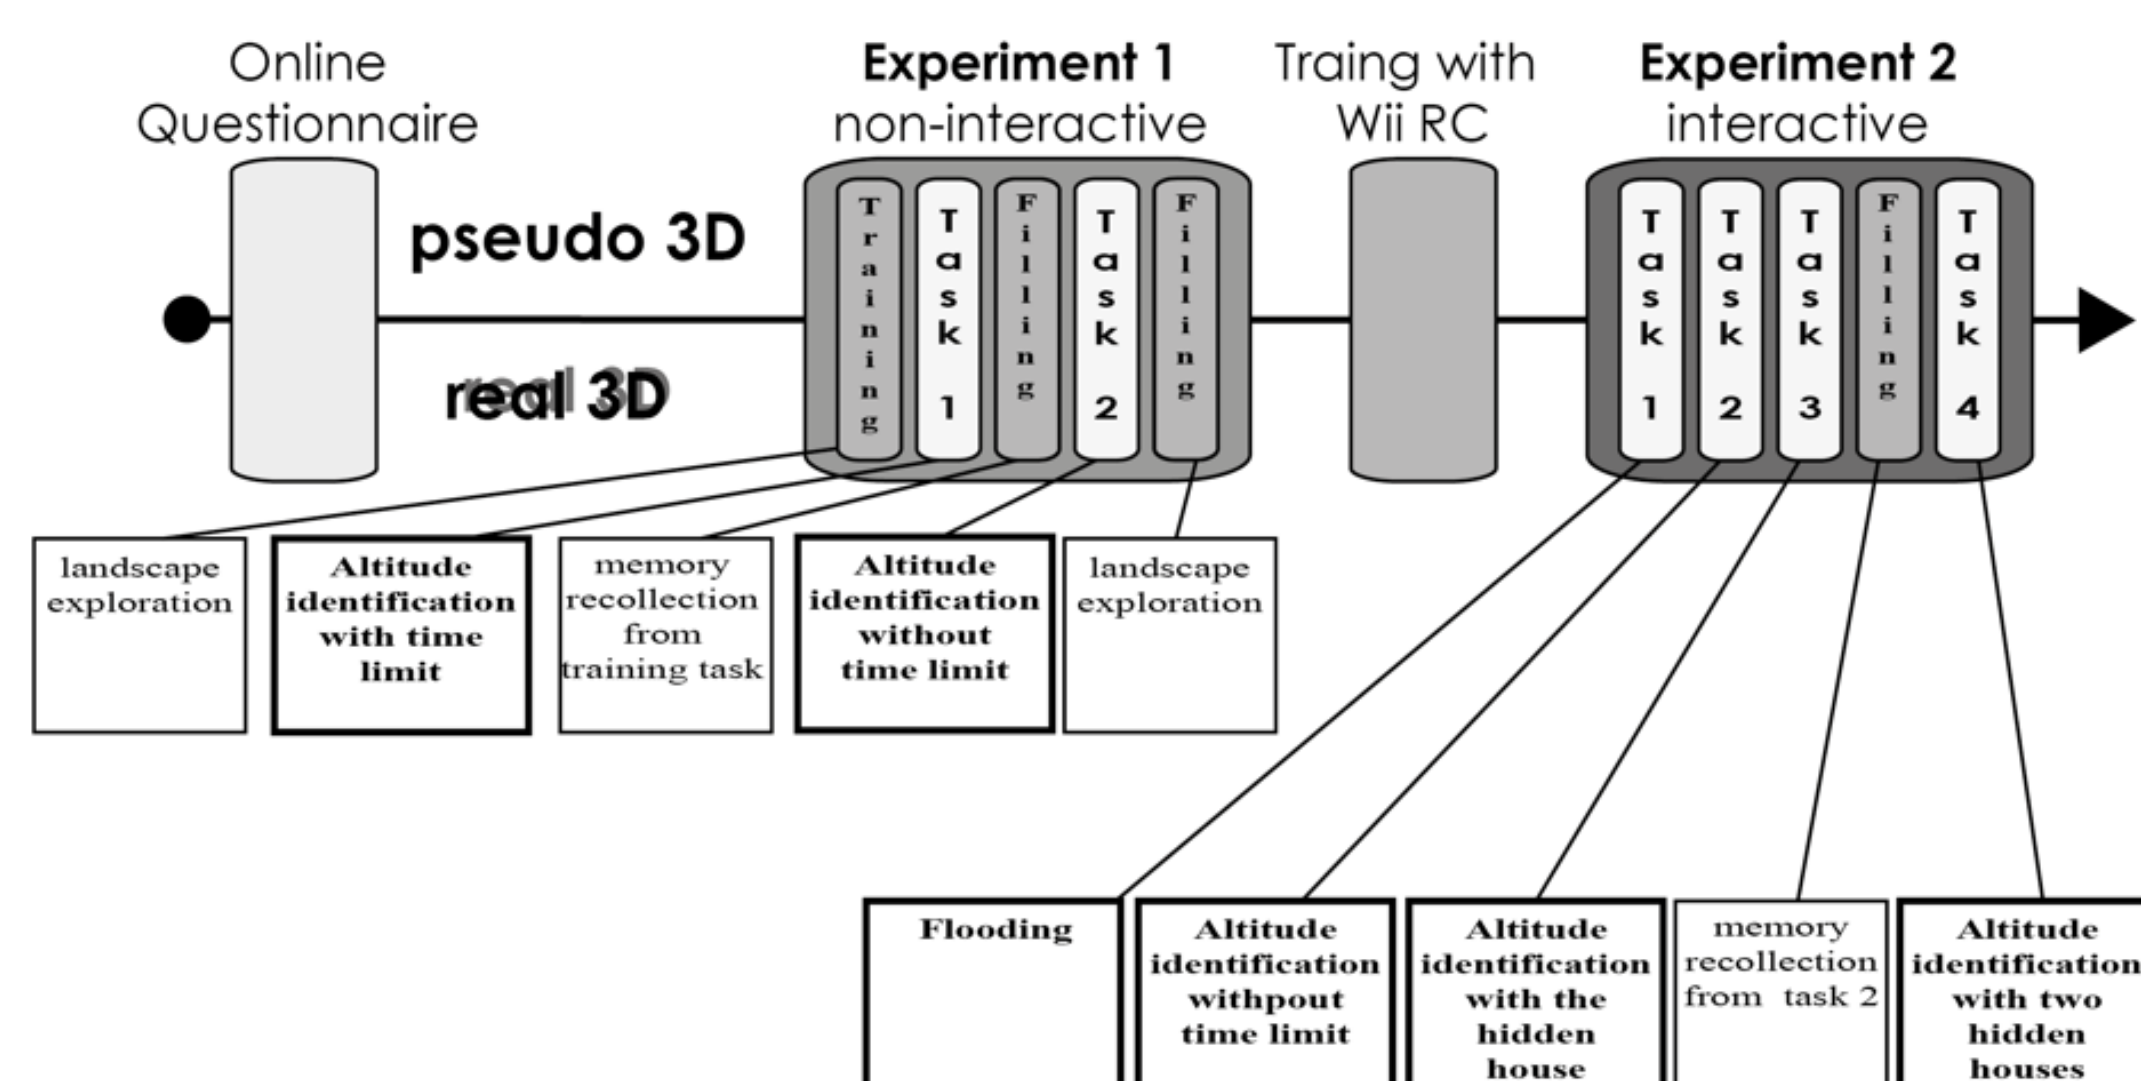 Online
Questionnaire
Experiment 1
non-interactive
Traing with
Wii RC
Experiment 2
interactive
pseudo 3D
real 3D
Training
Task 1
Filling
Task 2
Filling
Task 1
Task 2
Task 3
Filling
Task 4
landscape
exploration
Altitude
identification
with time
limit
memory
recollection
from
training task
Altitude
identification
without
time limit
landscape
exploration
Flooding
Altitude
identification
withpout
time limit
Altitude
identification
with the
hidden
house
memory
recollection
from task 2
Altitude
identification
with two
hidden
houses